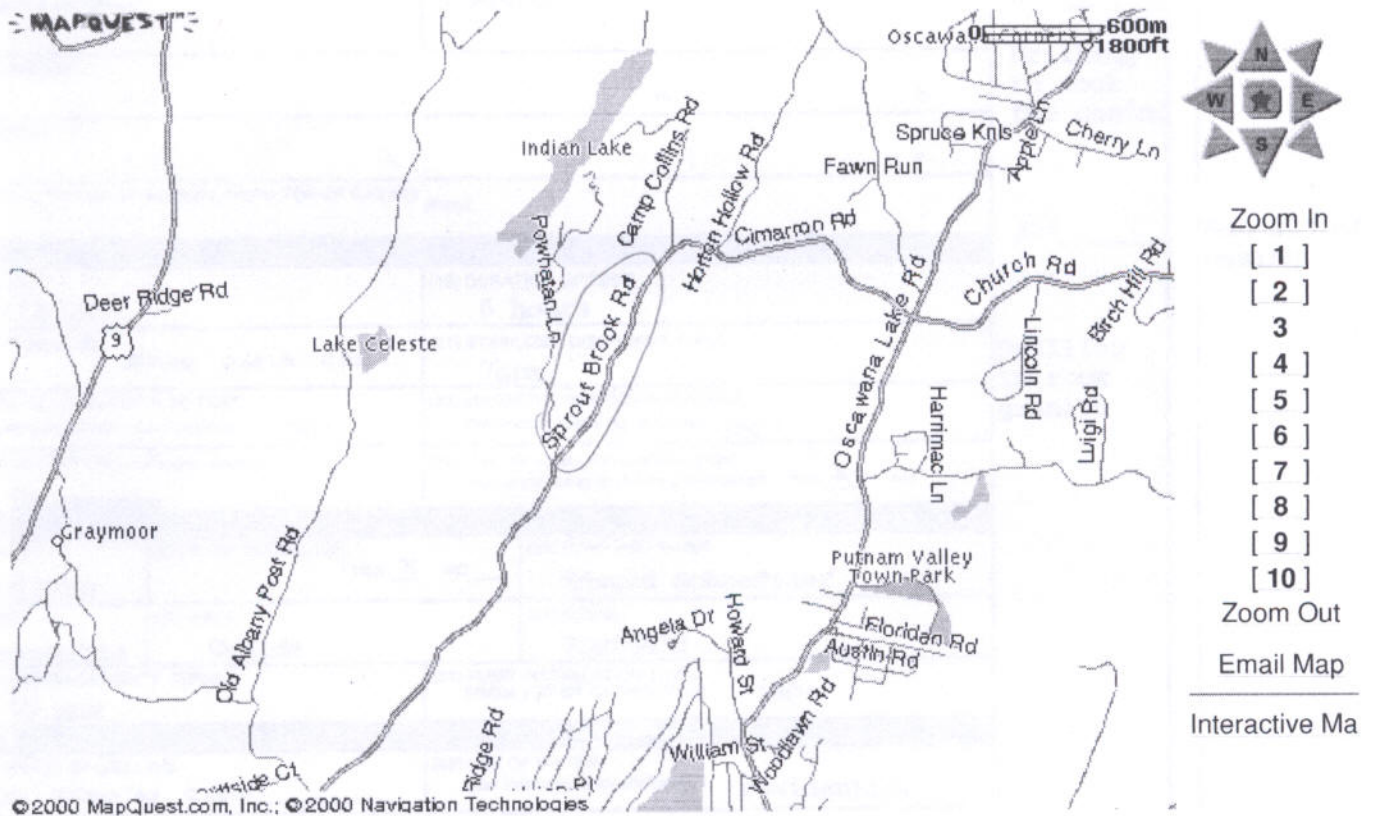 MAPQUEST
Oscawana Corners
0 600m
1800ft
N
W E
S
Spruce Knls
Apple Ln
Cherry Ln
Indian Lake
Camp Collins Rd
Horton Hollow Rd
Fawn Run
Powhatan Ln
Cimarron Rd
Zoom In
[ 1 ]
[ 2 ]
3
[ 4 ]
[ 5 ]
[ 6 ]
[ 7 ]
[ 8 ]
[ 9 ]
[ 10 ]
Zoom Out
Email Map
Interactive Ma
Deer Ridge Rd
9
Lake Celeste
Sprout Brook Rd
Oscawana Lake Rd
Church Rd
Birch Hill Rd
Lincoln Rd
Luigi Rd
Harrimac Ln
Graymoor
Old Albany Post Rd
Putnam Valley
Town Park
Angela Dr
Howard St
Floridan Rd
Austin Rd
Ridge Rd
William St
Woodlawn Rd
Pl
©2000 MapQuest.com, Inc.; ©2000 Navigation Technologies